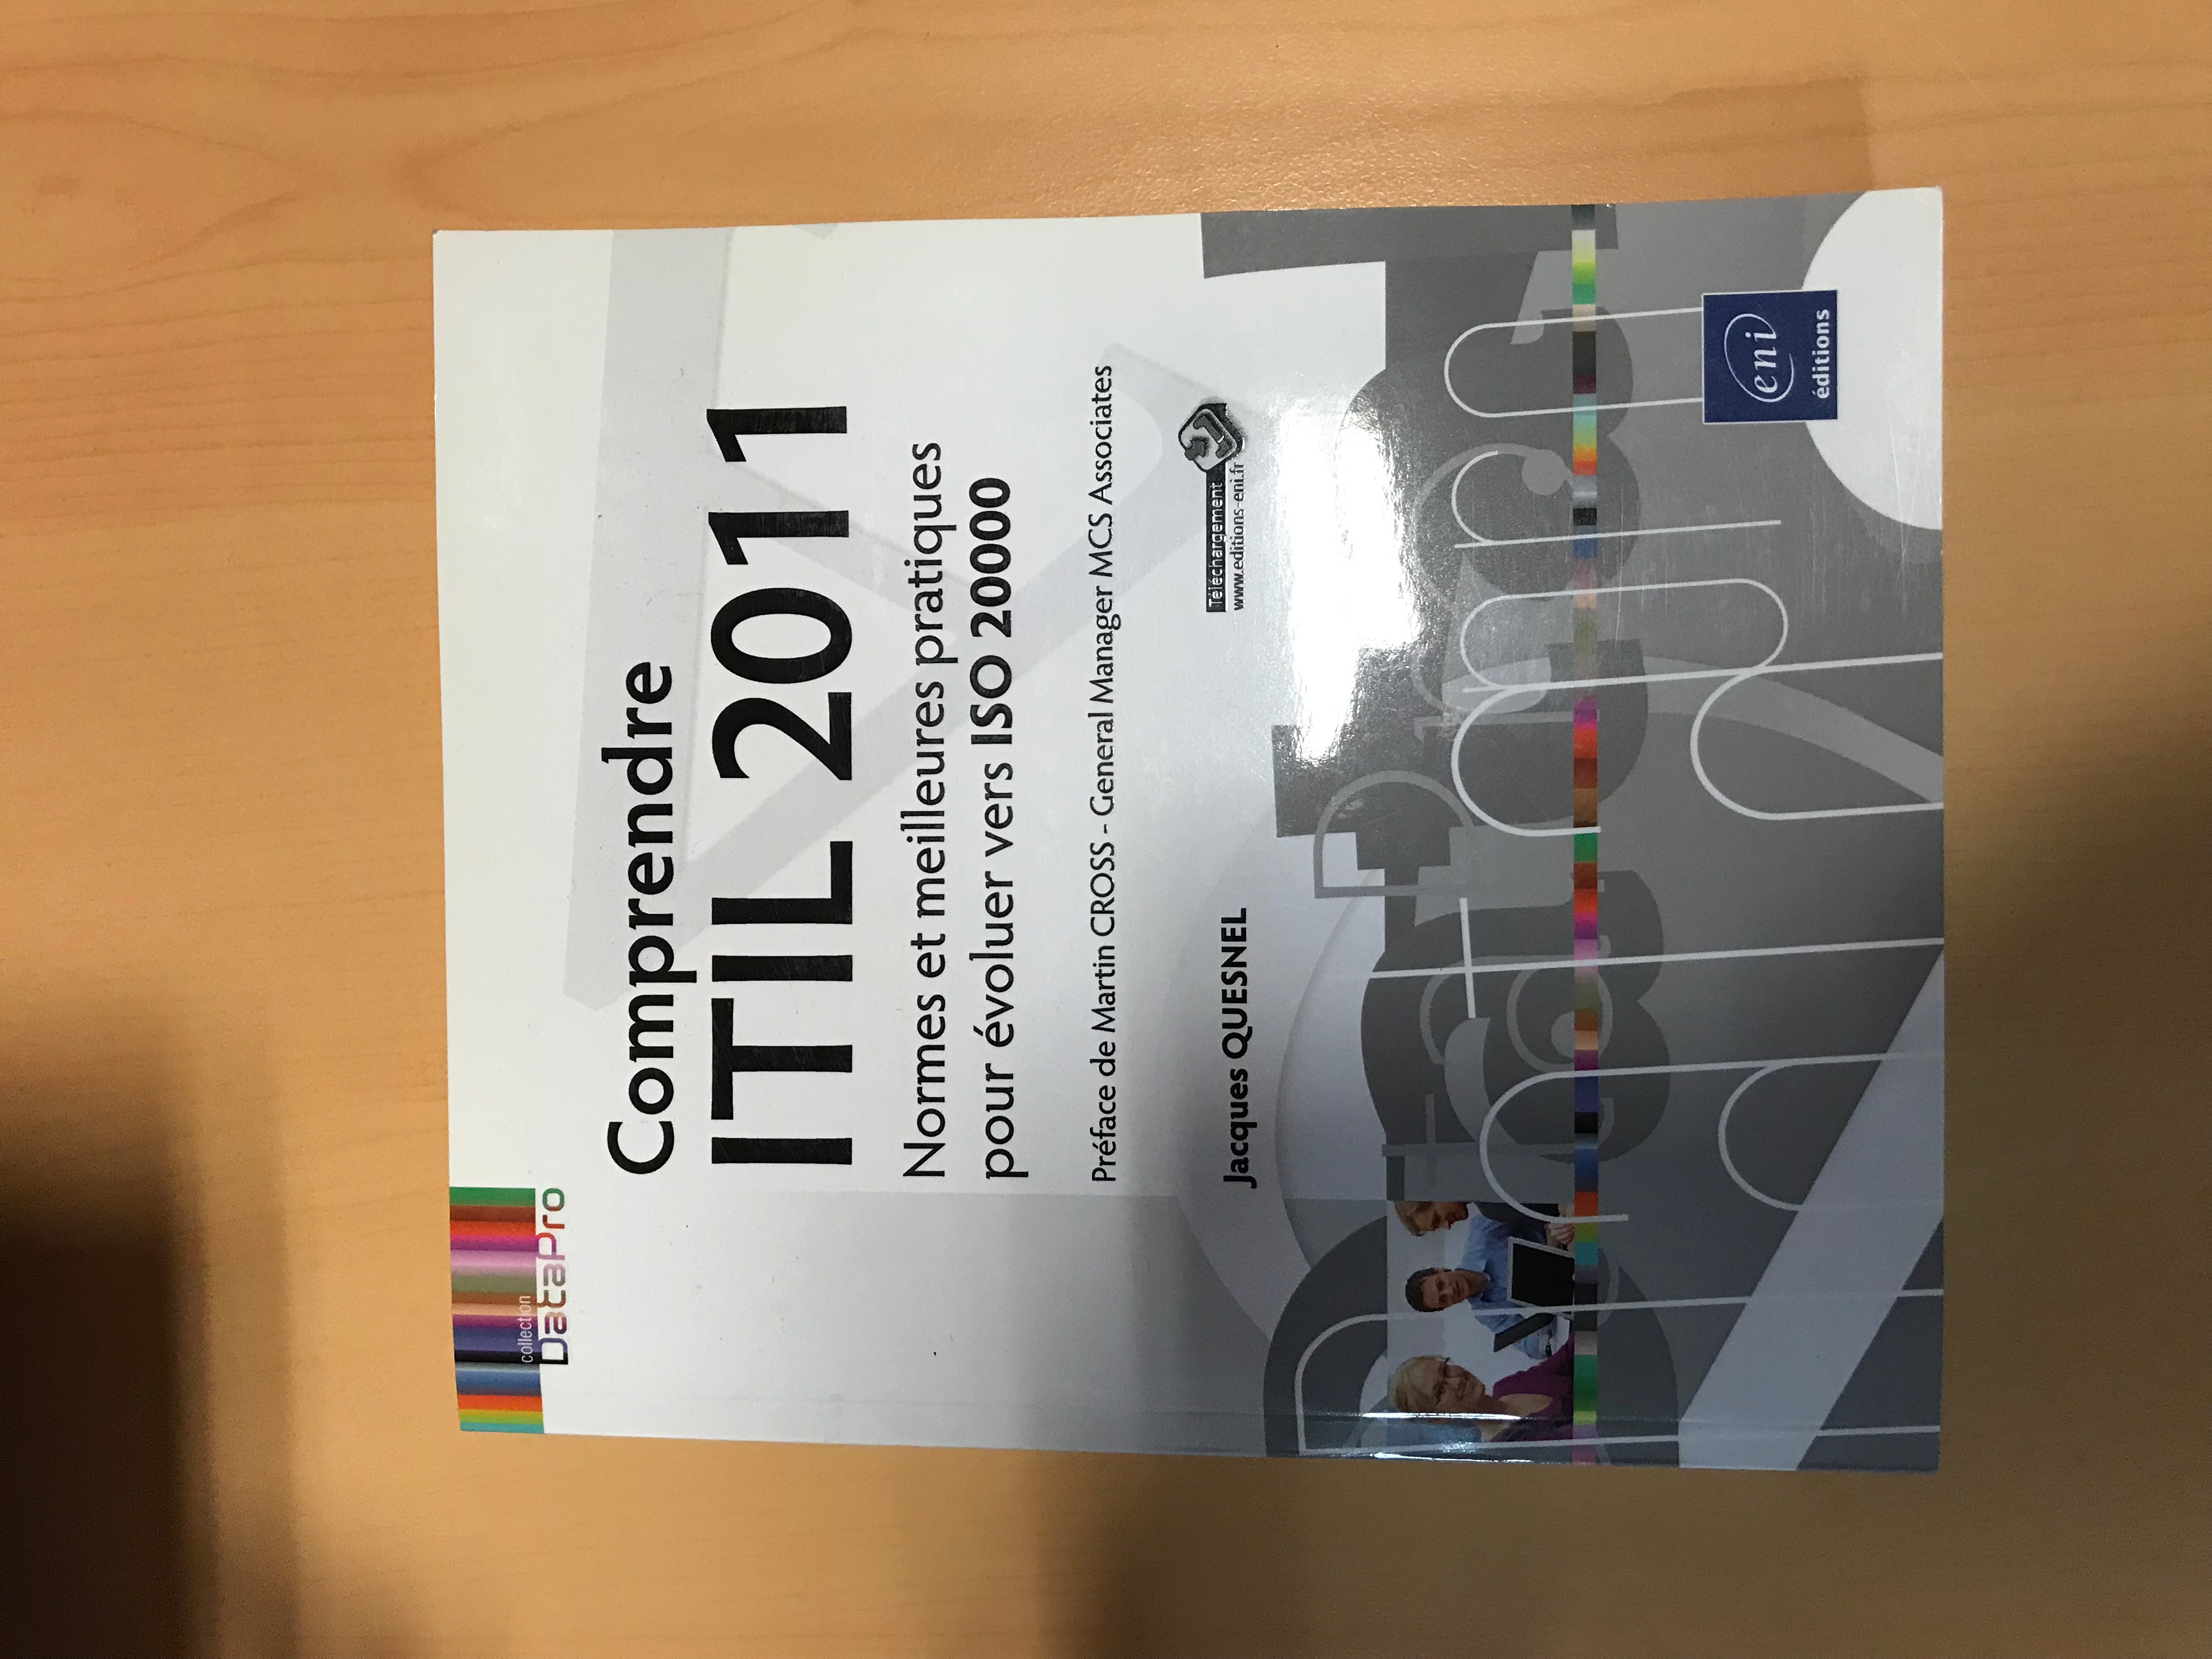 collection
DataPro
Comprendre
ITIL 2011
Normes et meilleures pratiques
pour évoluer vers ISO 20000
Préface de Martin CROSS - General Manager MCS Associates
Jacques QUESNEL
Téléchargement
www.editions-eni.fr
eni
éditions